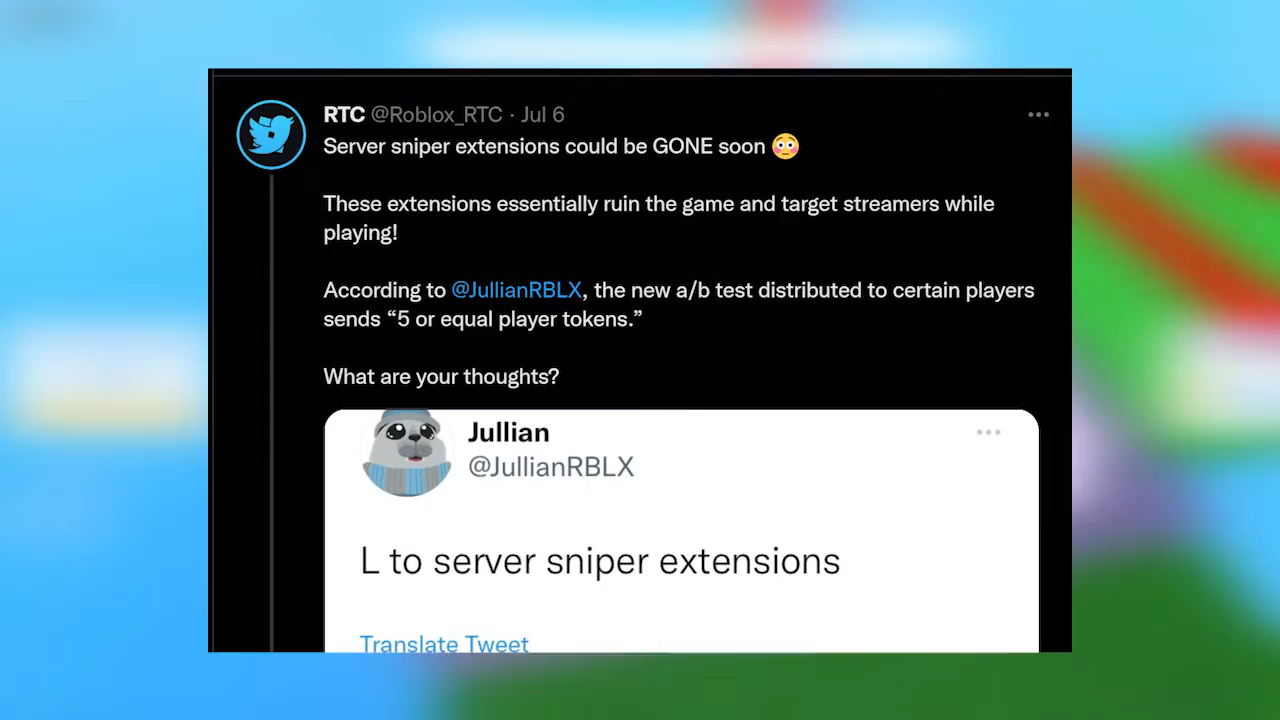 RTC @Roblox_RTC · Jul 6
Server sniper extensions could be GONE soon 😳
These extensions essentially ruin the game and target streamers while
playing!
According to @JullianRBLX, the new a/b test distributed to certain players
sends “5 or equal player tokens.”
What are your thoughts?
Jullian
@JullianRBLX
L to server sniper extensions
Translate Tweet